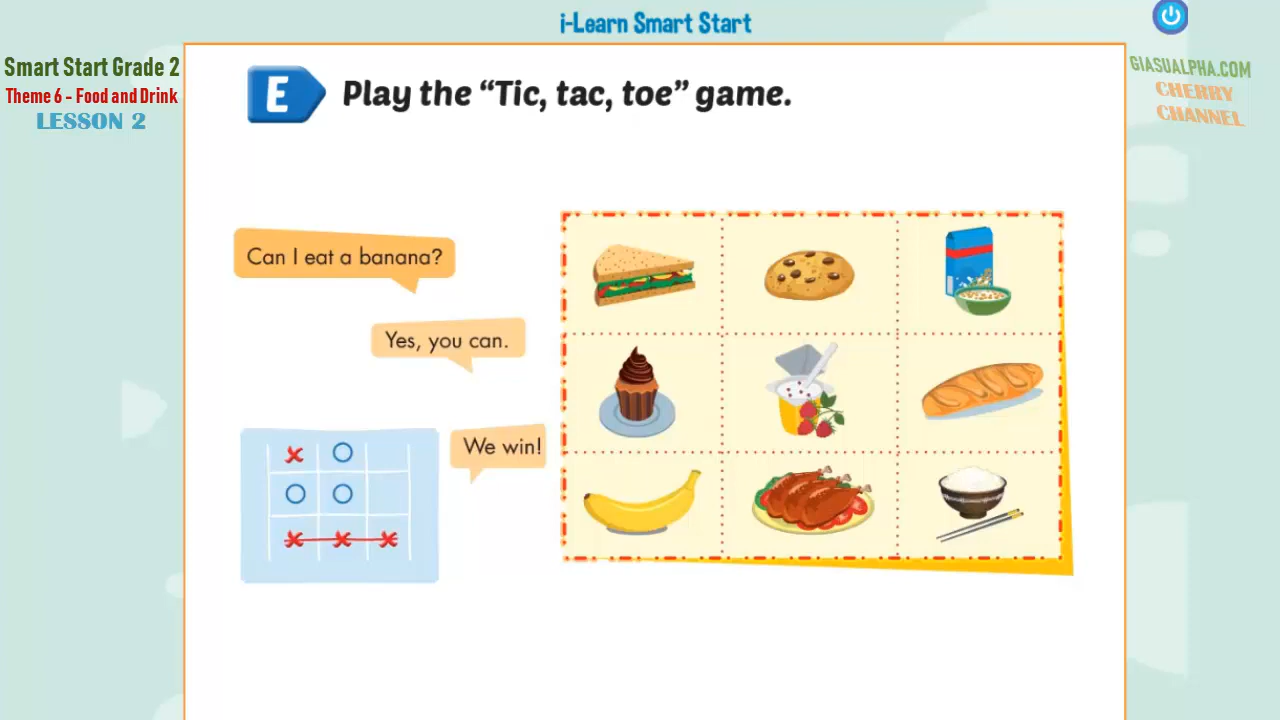 i-Learn Smart Start
Smart Start Grade 2
Theme 6 - Food and Drink
LESSON 2
GIASUALPHA.COM
CHERRY
CHANNEL
E Play the “Tic, tac, toe” game.
Can I eat a banana?
Yes, you can.
We win!